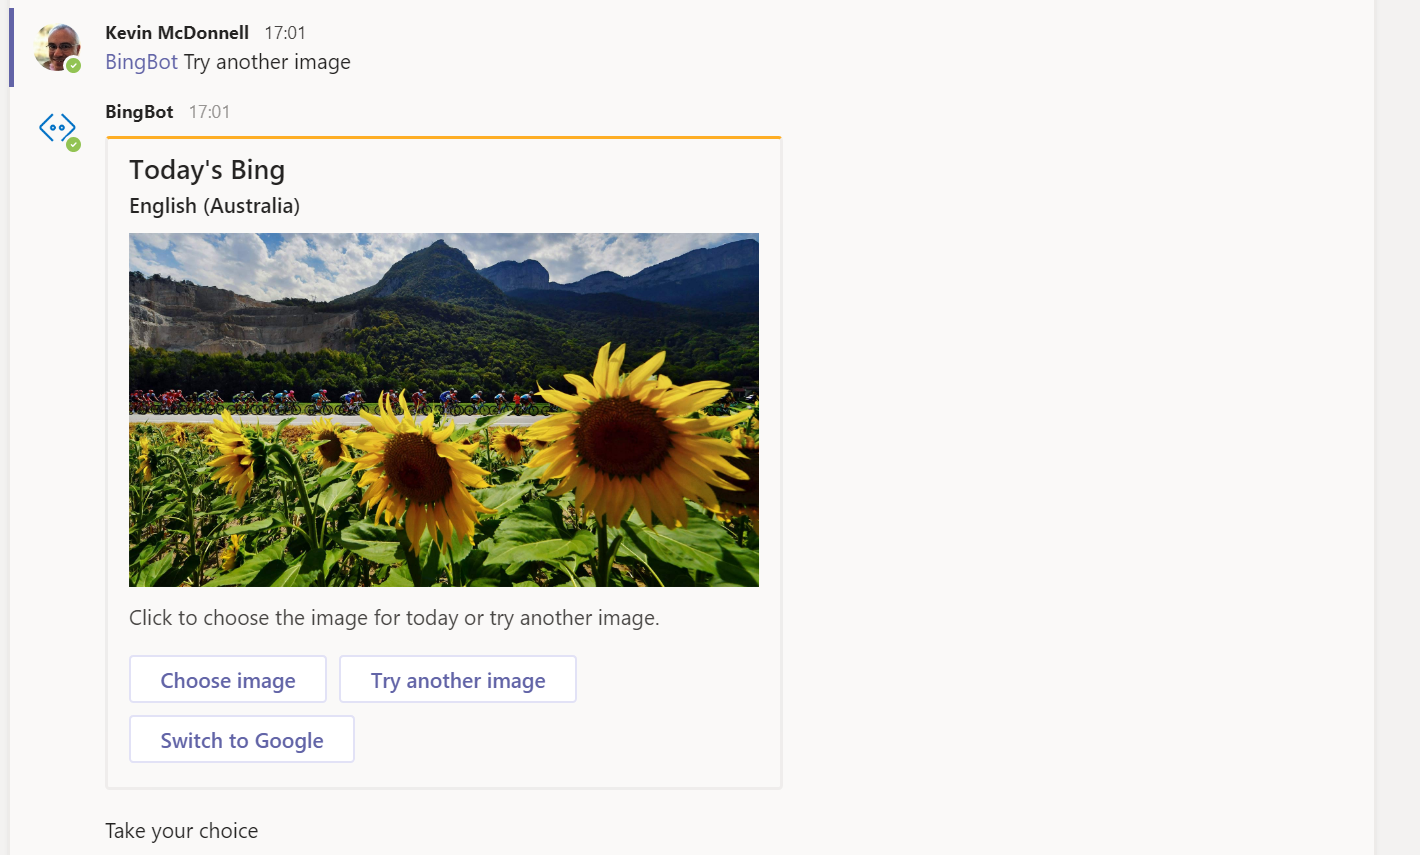 Kevin McDonnell 17:01
BingBot Try another image
BingBot 17:01
Today's Bing
English (Australia)
Click to choose the image for today or try another image.
Choose image
Try another image
Switch to Google
Take your choice